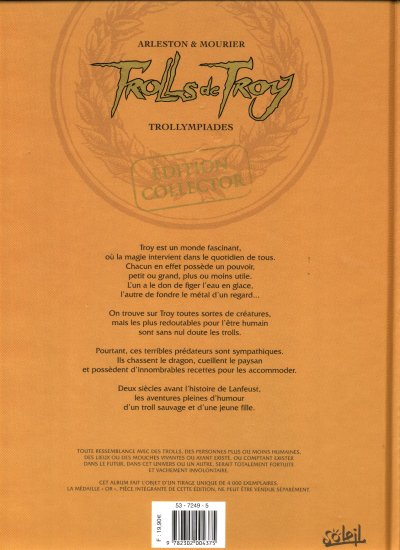 ARLESTON & MOURIER
TROLLS de TROY
TROLLYMPIADES
ÉDITION
COLLECTOR
Troy est un monde fascinant,
où la magie intervient dans le quotidien de tous.
Chacun en effet possède un pouvoir,
petit ou grand, plus ou moins utile.
L'un a le don de figer l'eau en glace,
l'autre de fondre le métal d'un regard...
On trouve sur Troy toutes sortes de créatures,
mais les plus redoutables pour l'être humain
sont sans nul doute les trolls.
Pourtant, ces terribles prédateurs sont sympathiques.
Ils chassent le dragon, cueillent le paysan
et possèdent d'innombrables recettes pour les accommoder.
Deux siècles avant l'histoire de Lanfeust,
les aventures pleines d'humour
d'un troll sauvage et d'une jeune fille.
TOUTE RESSEMBLANCE AVEC DES TROLLS, DES PERSONNES PLUS OU MOINS HUMAINES,
DES LIEUX OU DES MOUCHES VIVANTES OU AYANT EXISTÉ, OU COMPTANT EXISTER
DANS LE FUTUR, DANS CET UNIVERS OU UN AUTRE, SERAIT TOTALEMENT FORTUITE
ET VACHEMENT INVOLONTAIRE.
CET ALBUM FAIT L'OBJET D'UN TIRAGE UNIQUE DE 4 000 EXEMPLAIRES.
LA MÉDAILLE « OR », PIÈCE INTÉGRANTE DE CETTE ÉDITION, NE PEUT ÊTRE VENDUE SÉPARÉMENT.
53-7249-5
F : 19,90€
9 782302 004375
SOLEIL